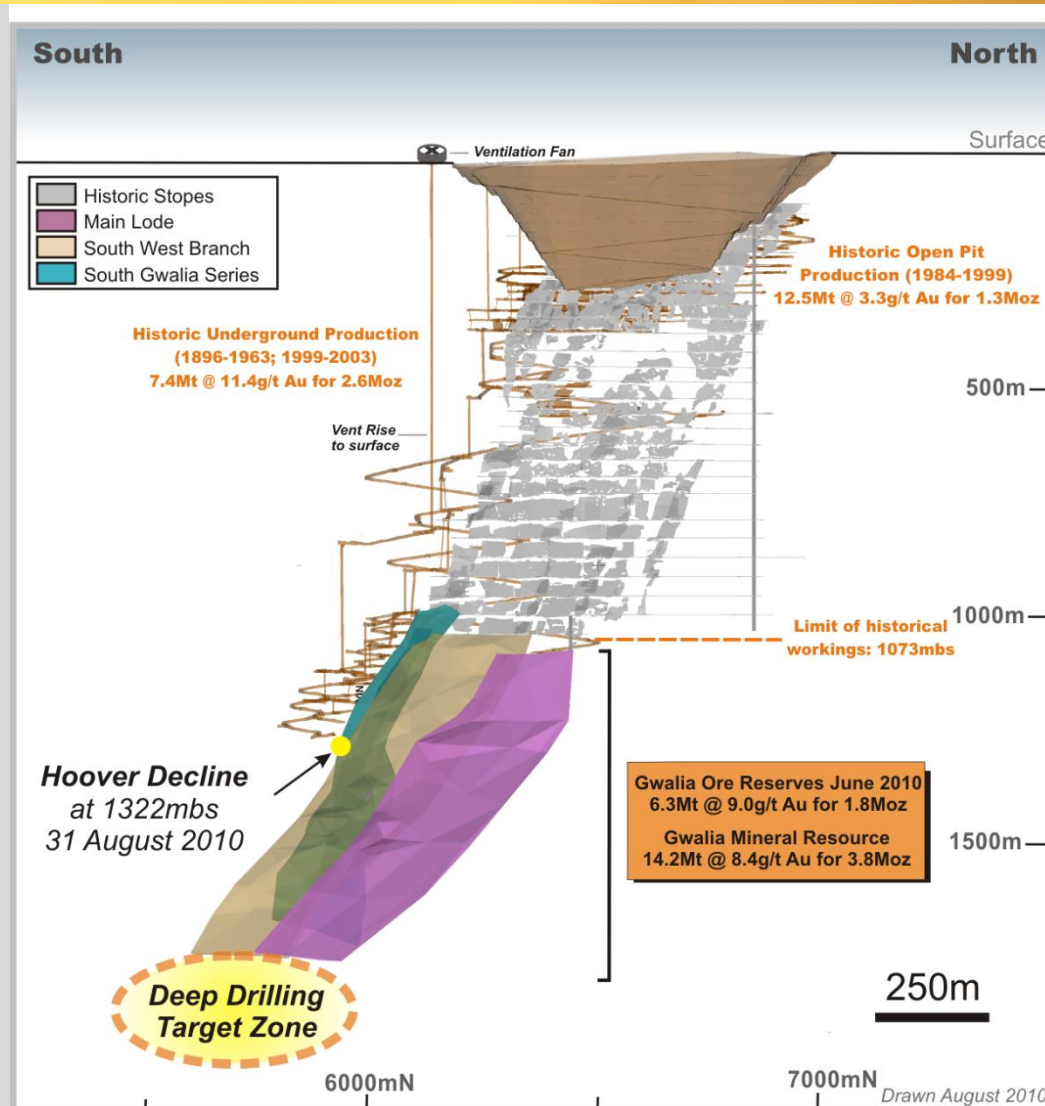 South
North
Surface
Ventilation Fan
Historic Stopes
Main Lode
South West Branch
South Gwalia Series
Historic Open Pit
Production (1984-1999)
12.5Mt @ 3.3g/t Au for 1.3Moz
Historic Underground Production
(1896-1963; 1999-2003)
7.4Mt @ 11.4g/t Au for 2.6Moz
500m
Vent Rise
to surface
1000m
Limit of historical
workings: 1073mbs
Hoover Decline
at 1322mbs
31 August 2010
Gwalia Ore Reserves June 2010
6.3Mt @ 9.0g/t Au for 1.8Moz
Gwalia Mineral Resource
14.2Mt @ 8.4g/t Au for 3.8Moz
1500m
Deep Drilling
Target Zone
250m
6000mN
7000mN
Drawn August 2010